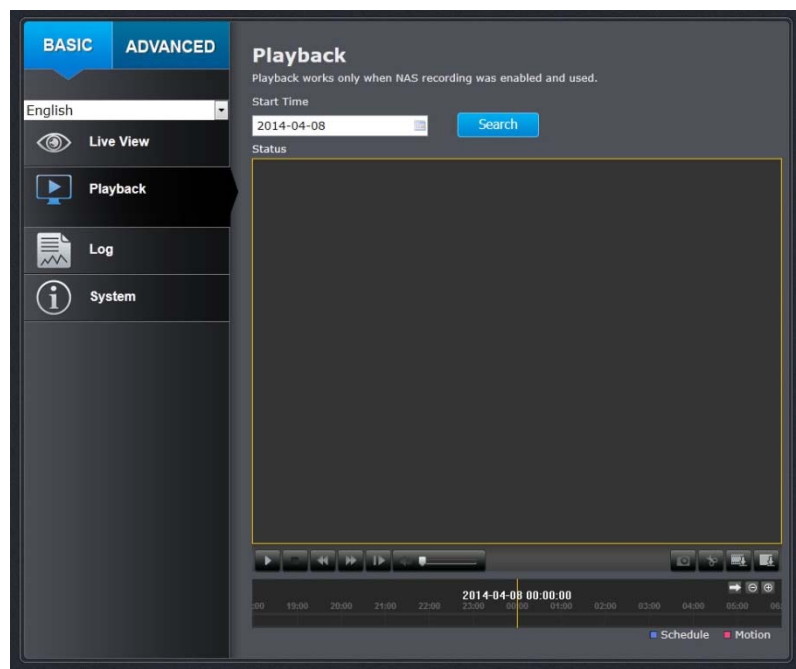 BASIC ADVANCED
English
Live View
Playback
Log
System
Playback
Playback works only when NAS recording was enabled and used.
Start Time
2014-04-08
Search
Status
2014-04-08 00:00:00
:00 19:00 20:00 21:00 22:00 23:00 00:00 01:00 02:00 03:00 04:00 05:00 06:
Schedule Motion